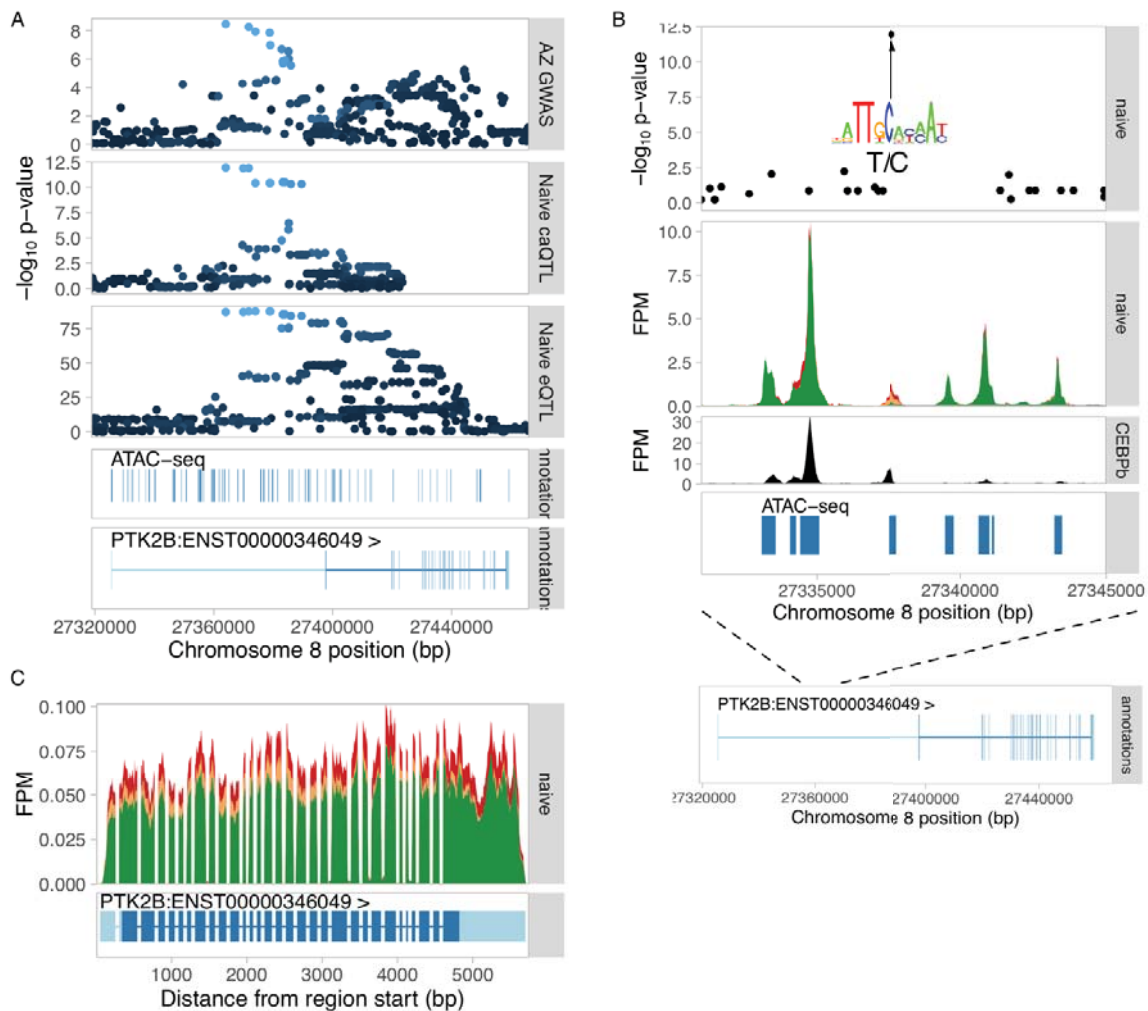 A
8
6
4
2
0
AZ GWAS
12.5
10.0
7.5
5.0
2.5
0.0
Naive caQTL
−log10 p−value
75
50
25
0
Naive eQTL
ATAC−seq
nnotation
PTK2B:ENST00000346049 >
annotations
27320000 27360000 27400000 27440000
Chromosome 8 position (bp)
B
12.5
10.0
7.5
5.0
2.5
0.0
−log10 p−value
T/C
naive
10.0
7.5
5.0
2.5
0.0
FPM
naive
30
20
10
0
FPM
CEBPb
ATAC−seq
27335000 27340000 27345000
Chromosome 8 position (bp)
PTK2B:ENST00000346049 >
annotations
27320000 27360000 27400000 27440000
Chromosome 8 position (bp)
C
0.100
0.075
0.050
0.025
0.000
FPM
naive
PTK2B:ENST00000346049 >
1000 2000 3000 4000 5000
Distance from region start (bp)